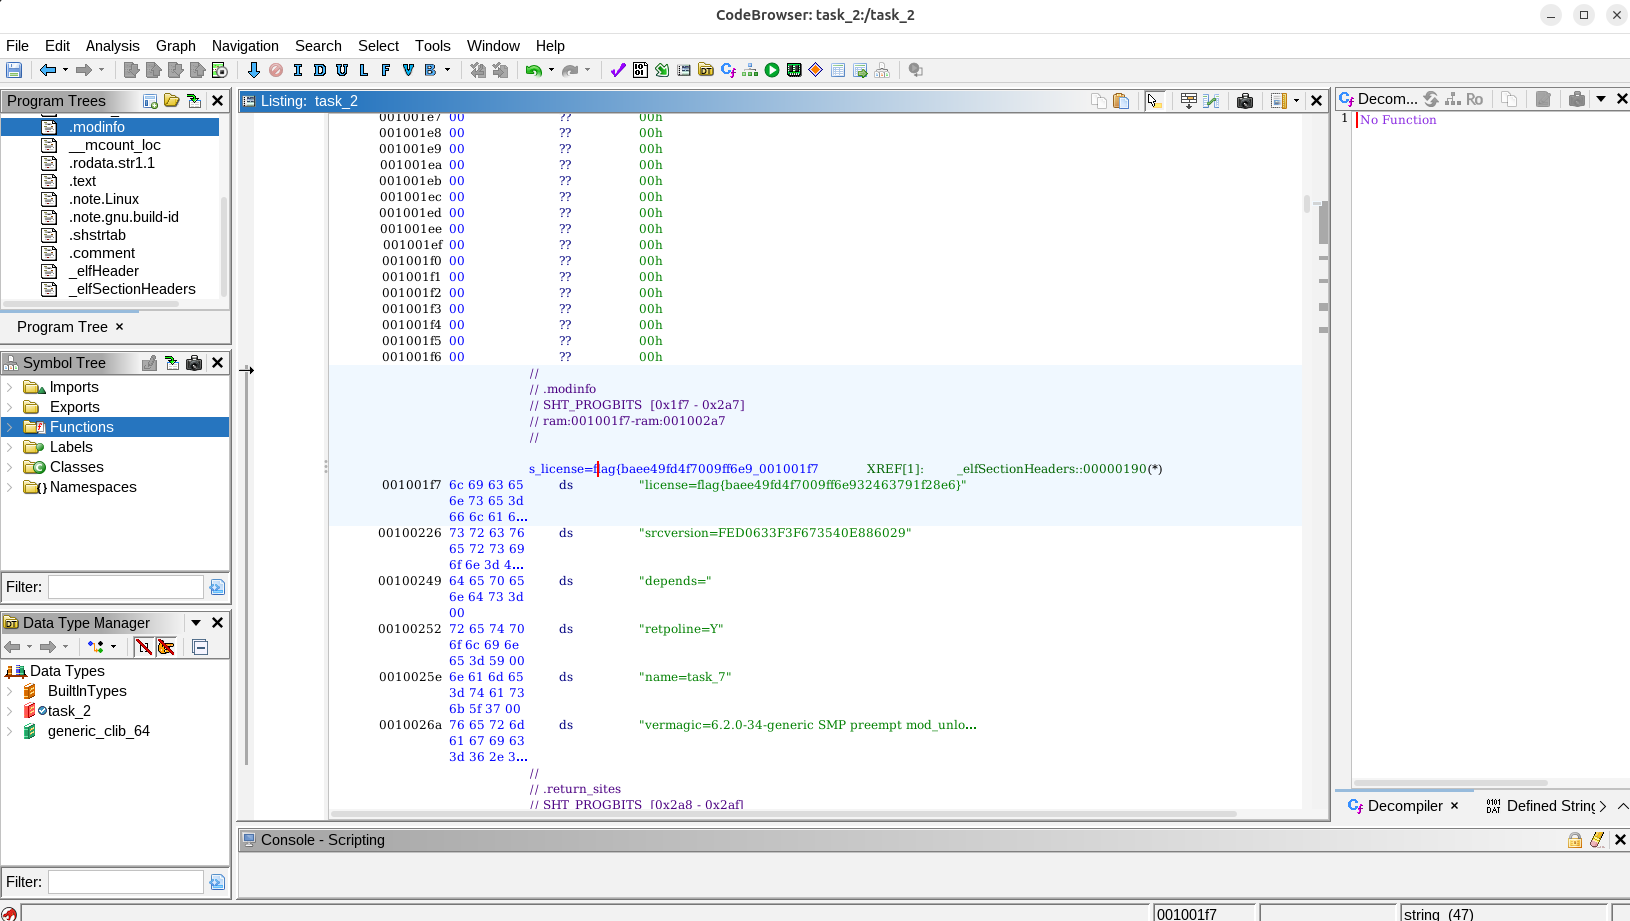 CodeBrowser: task_2:/task_2
File Edit Analysis Graph Navigation Search Select Tools Window Help
Program Trees
.modinfo
__mcount_loc
.rodata.str1.1
.text
.note.Linux
.note.gnu.build-id
.shstrtab
.comment
_elfHeader
_elfSectionHeaders
Program Tree
Symbol Tree
Imports
Exports
Functions
Labels
Classes
Namespaces
Filter:
Data Type Manager
Data Types
BuiltInTypes
task_2
generic_clib_64
Filter:
Listing: task_2
001001e7 00 ?? 00h
001001e8 00 ?? 00h
001001e9 00 ?? 00h
001001ea 00 ?? 00h
001001eb 00 ?? 00h
001001ec 00 ?? 00h
001001ed 00 ?? 00h
001001ee 00 ?? 00h
001001ef 00 ?? 00h
001001f0 00 ?? 00h
001001f1 00 ?? 00h
001001f2 00 ?? 00h
001001f3 00 ?? 00h
001001f4 00 ?? 00h
001001f5 00 ?? 00h
001001f6 00 ?? 00h
//
// .modinfo
// SHT_PROGBITS [0x1f7 - 0x2a7]
// ram:001001f7-ram:001002a7
//
s_license=flag{baee49fd4f7009ff6e9_001001f7 XREF[1]: _elfSectionHeaders::00000190(*)
001001f7 6c 69 63 65 ds "license=flag{baee49fd4f7009ff6e932463791f28e6}"
6e 73 65 3d
66 6c 61 6...
00100226 73 72 63 76 ds "srcversion=FED0633F3F673540E886029"
65 72 73 69
6f 6e 3d 4...
00100249 64 65 70 65 ds "depends="
6e 64 73 3d
00
00100252 72 65 74 70 ds "retpoline=Y"
6f 6c 69 6e
65 3d 59 00
0010025e 6e 61 6d 65 ds "name=task_7"
3d 74 61 73
6b 5f 37 00
0010026a 76 65 72 6d ds "vermagic=6.2.0-34-generic SMP preempt mod_unlo...
61 67 69 63
3d 36 2e 3...
//
// .return_sites
// SHT_PROGBITS [0x2a8 - 0x2af]
Decom...
Ro
1 No Function
Decompiler
Defined String
Console - Scripting
001001f7
string (47)